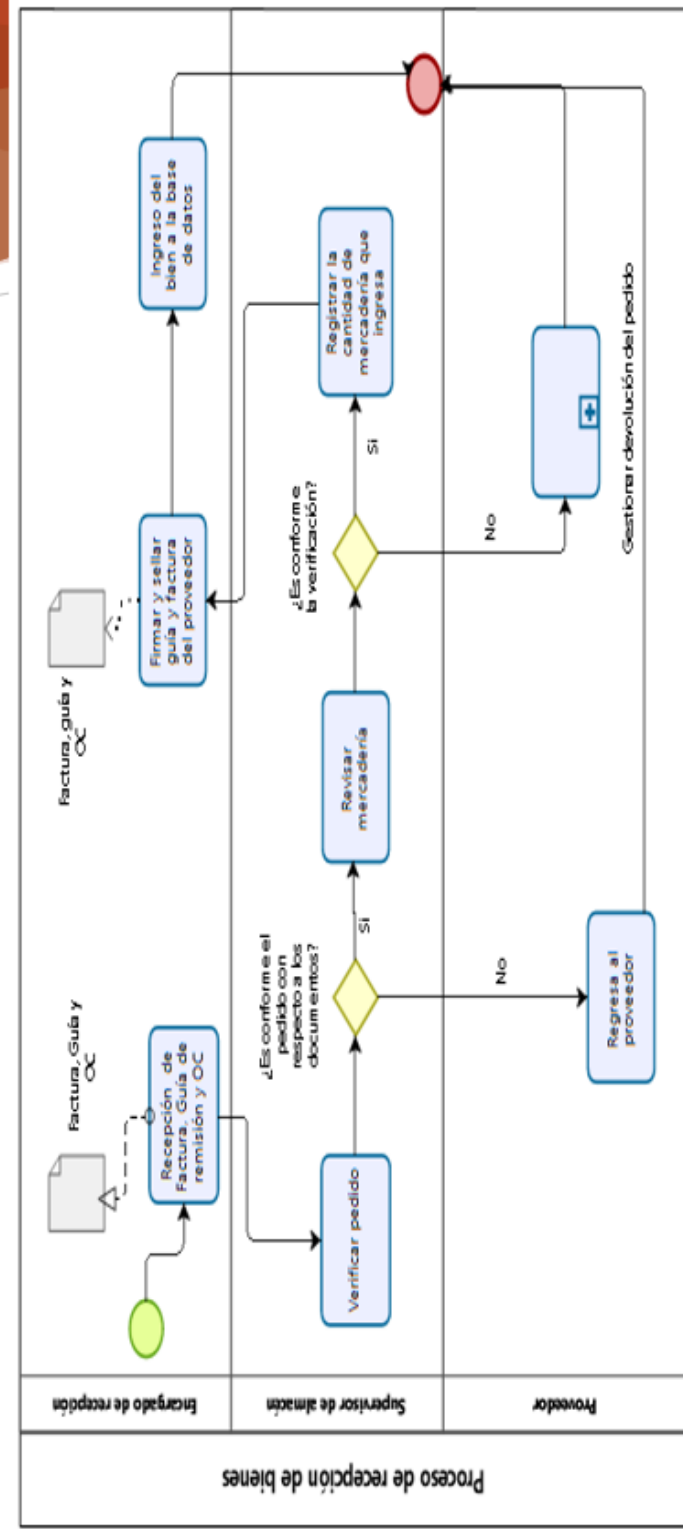 Proceso de recepción de bienes
Encargado de recepción
Factura, Guía y
OC
Recepción de
Factura, Guía de
remisión y OC
Factura, guía y
OC
Firmar y sellar
guía y factura
del proveedor
Ingreso del
bien a la base
de datos
Supervisor de almacén
Verificar pedido
¿Es conforme el
pedido con
respecto a los
documentos?
Si
Revisar
mercadería
¿Es conforme
la verificación?
Si
Registrar la
cantidad de
mercadería que
ingresa
Proveedor
No
Regresa al
proveedor
No
Gestionar devolución del pedido